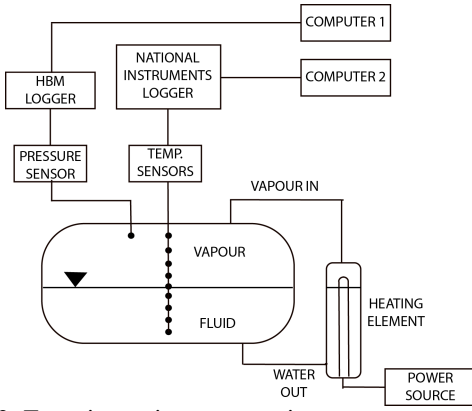 COMPUTER 1
NATIONAL
INSTRUMENTS
LOGGER
COMPUTER 2
HBM
LOGGER
PRESSURE
SENSOR
TEMP.
SENSORS
VAPOUR IN
VAPOUR
FLUID
HEATING
ELEMENT
WATER
OUT
POWER
SOURCE